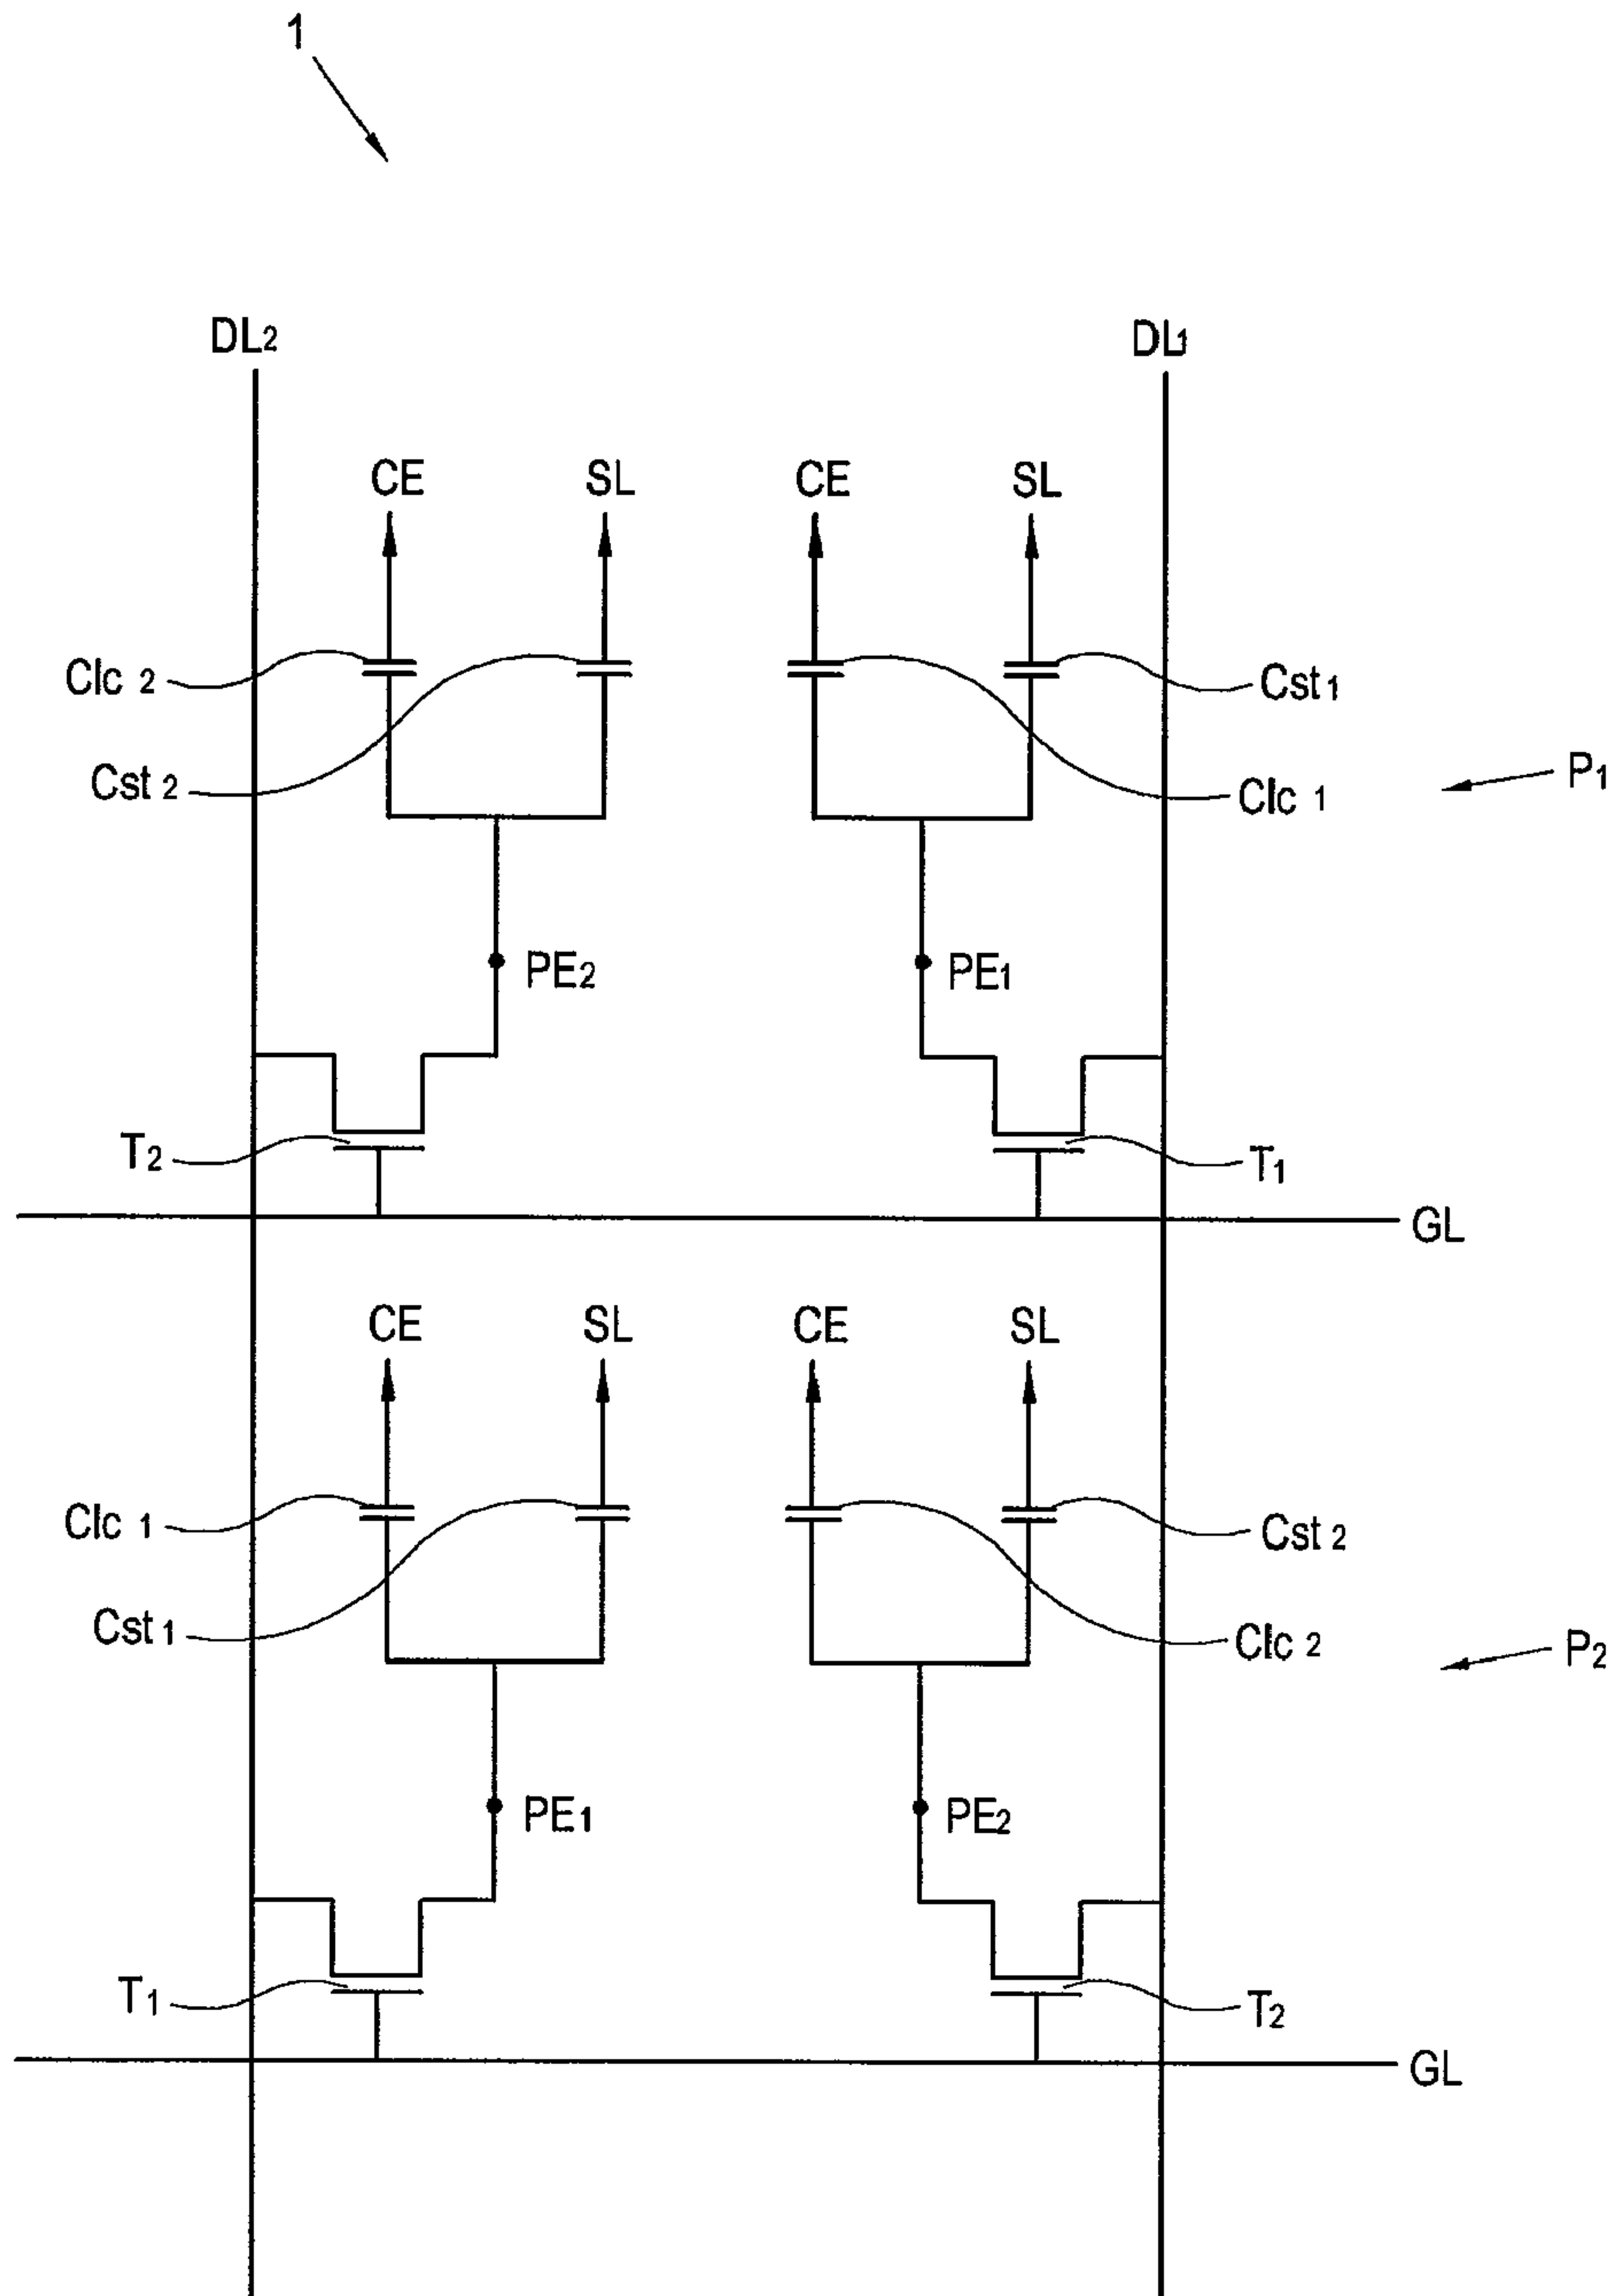 1
DL2 DL1
CE SL CE SL
Clc 2 Cst 1
Cst 2 Clc 1 P1
PE2 PE1
T2 T1
GL
CE SL CE SL
Clc 1 Cst 2
Cst 1 Clc 2 P2
PE1 PE2
T1 T2
GL